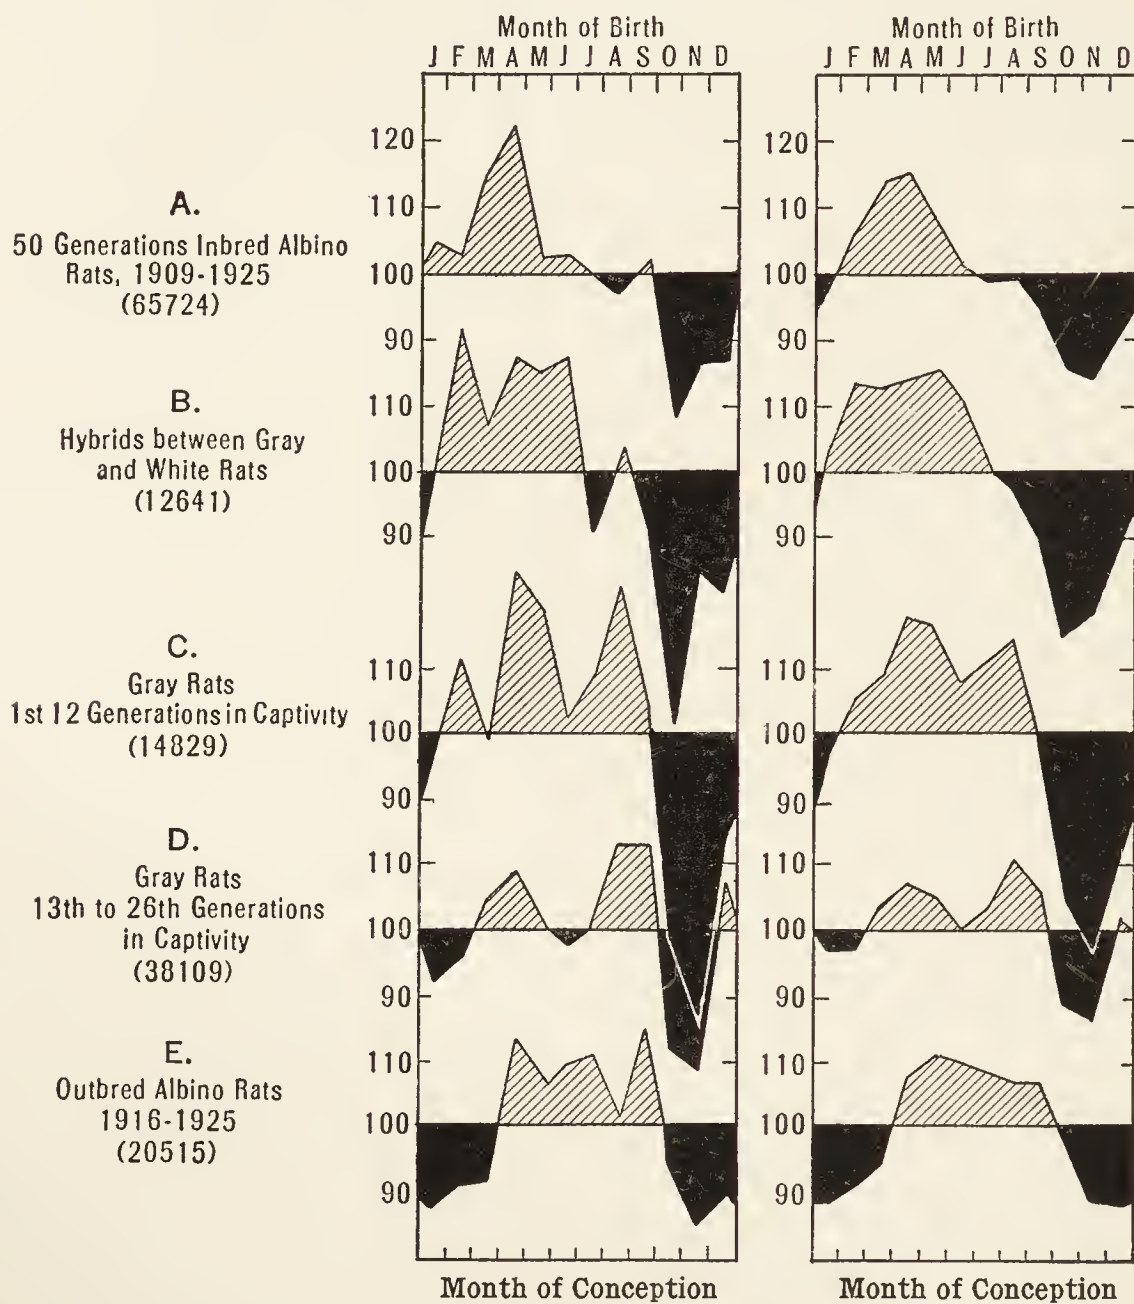 Month of Birth
J F M A M J J A S O N D
Month of Birth
J F M A M J J A S O N D
A.
50 Generations Inbred Albino
Rats, 1909-1925
(65724)
B.
Hybrids between Gray
and White Rats
(12641)
C.
Gray Rats
1st 12 Generations in Captivity
(14829)
D.
Gray Rats
13th to 26th Generations
in Captivity
(38109)
E.
Outbred Albino Rats
1916-1925
(20515)
120
110
100
90
110
100
90
110
100
90
110
100
90
110
100
90
120
110
100
90
110
100
90
110
100
90
110
100
90
110
100
90
Month of Conception
Month of Conception